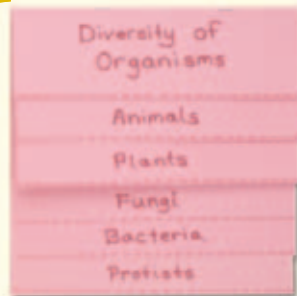 Diversity of
Organisms
Animals
Plants
Fungi
Bacteria
Protists